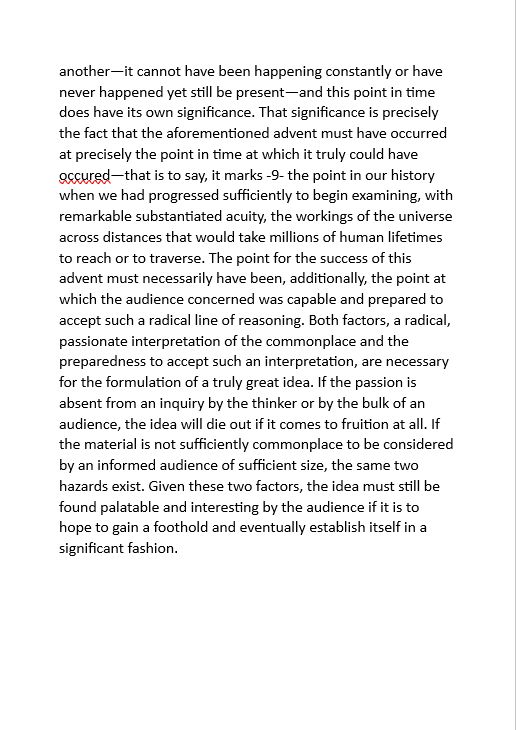 another—it cannot have been happening constantly or have
never happened yet still be present—and this point in time
does have its own significance. That significance is precisely
the fact that the aforementioned advent must have occurred
at precisely the point in time at which it truly could have
occured—that is to say, it marks -9- the point in our history
when we had progressed sufficiently to begin examining, with
remarkable substantiated acuity, the workings of the universe
across distances that would take millions of human lifetimes
to reach or to traverse. The point for the success of this
advent must necessarily have been, additionally, the point at
which the audience concerned was capable and prepared to
accept such a radical line of reasoning. Both factors, a radical,
passionate interpretation of the commonplace and the
preparedness to accept such an interpretation, are necessary
for the formulation of a truly great idea. If the passion is
absent from an inquiry by the thinker or by the bulk of an
audience, the idea will die out if it comes to fruition at all. If
the material is not sufficiently commonplace to be considered
by an informed audience of sufficient size, the same two
hazards exist. Given these two factors, the idea must still be
found palatable and interesting by the audience if it is to
hope to gain a foothold and eventually establish itself in a
significant fashion.